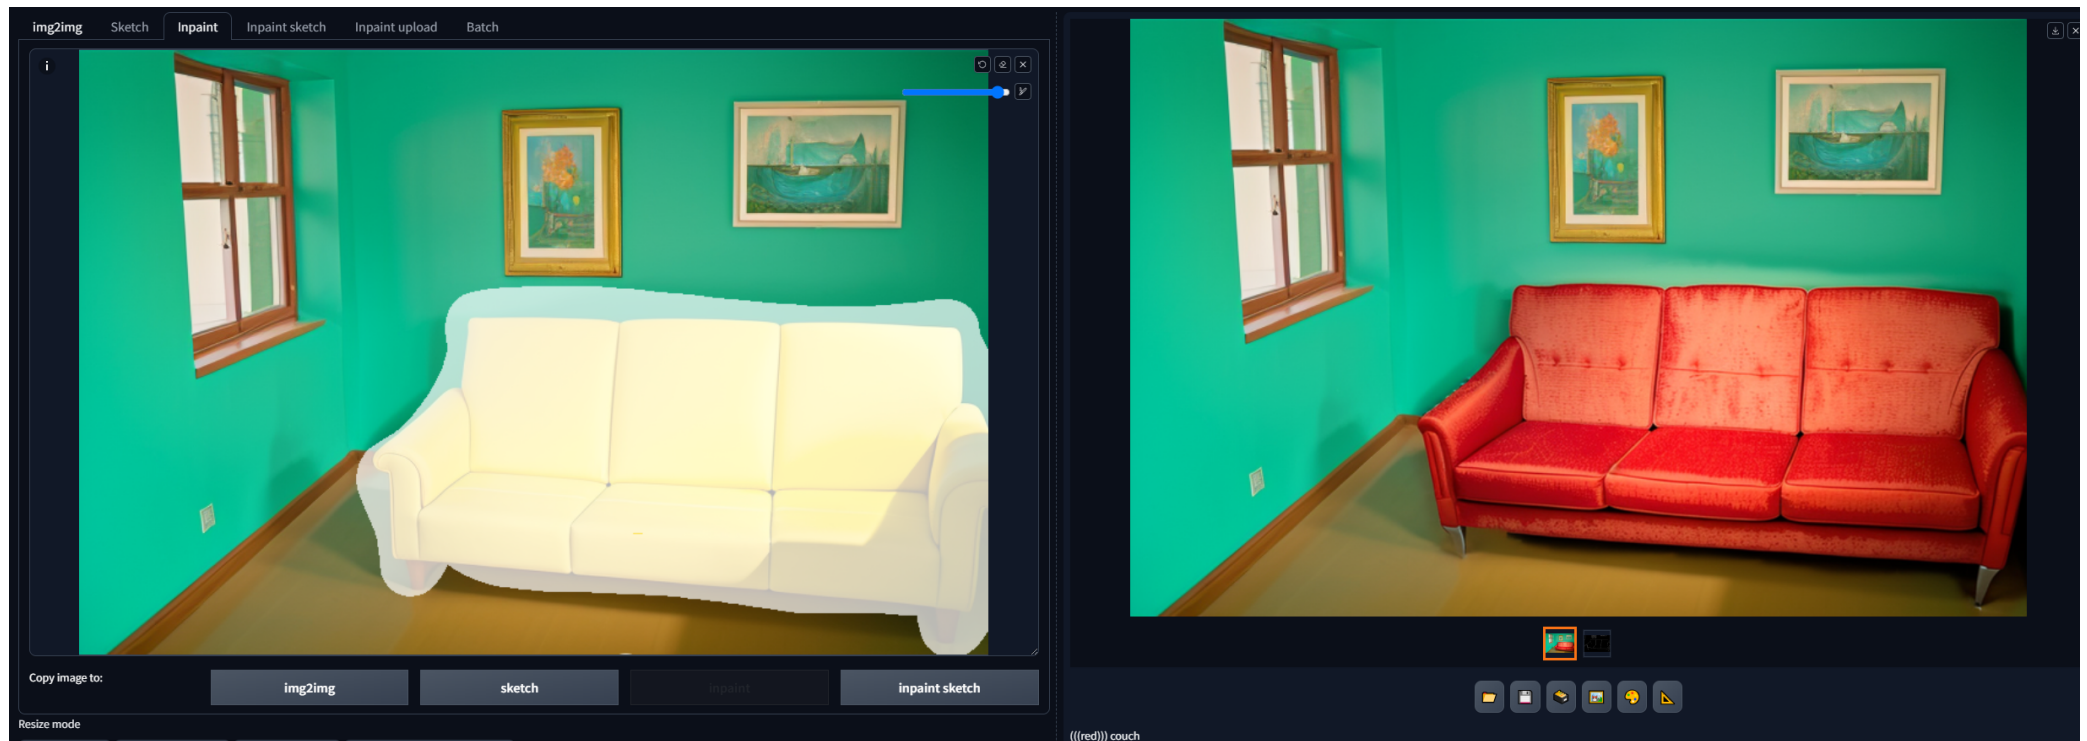 img2img Sketch Inpaint Inpaint sketch Inpaint upload Batch
i
Copy image to:
img2img sketch inpaint inpaint sketch
Resize mode
(((red))) couch